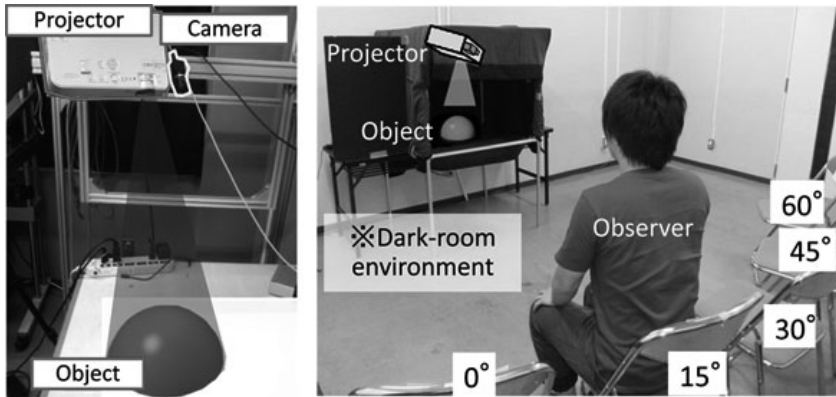 Projector
Camera
Object
Projector
Object
※Dark-room
environment
Observer
0°
15°
30°
45°
60°